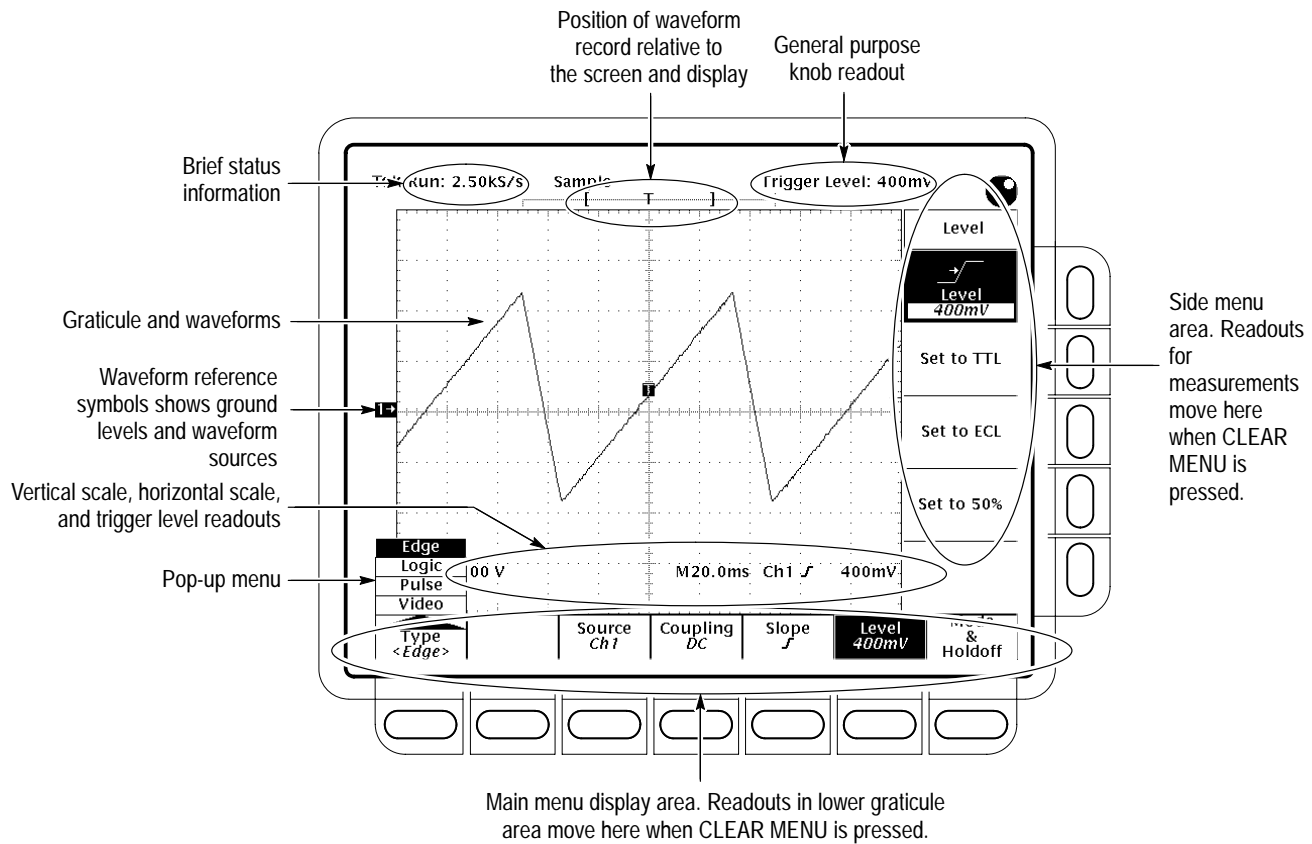 Position of waveform
record relative to
the screen and display
General purpose
knob readout
Brief status
information
Run: 2.50kS/s
Sample
Trigger Level: 400mV
[ T ]
Graticule and waveforms
Waveform reference
symbols shows ground
levels and waveform
sources
1→
Vertical scale, horizontal scale,
and trigger level readouts
Pop-up menu
Level
Level
400mV
Set to TTL
Set to ECL
Set to 50%
Side menu
area. Readouts
for
measurements
move here
when CLEAR
MENU is
pressed.
Edge
Logic
Pulse
Video
00 V
M20.0ms Ch1 400mV
Type
<Edge>
Source
Ch1
Coupling
DC
Slope
Level
400mV
Mode
&
Holdoff
Main menu display area. Readouts in lower graticule
area move here when CLEAR MENU is pressed.